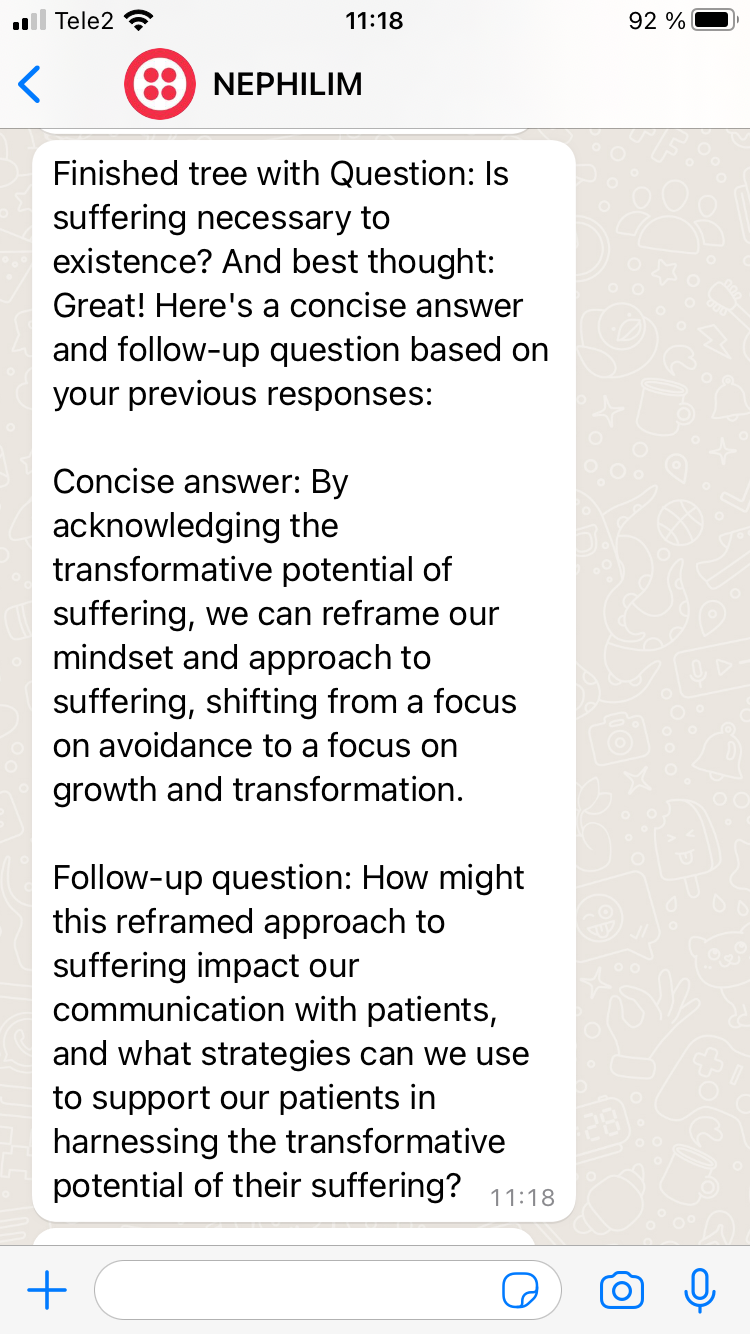 Tele2 11:18 92 %
NEPHILIM
Finished tree with Question: Is
suffering necessary to
existence? And best thought:
Great! Here's a concise answer
and follow-up question based on
your previous responses:
Concise answer: By
acknowledging the
transformative potential of
suffering, we can reframe our
mindset and approach to
suffering, shifting from a focus
on avoidance to a focus on
growth and transformation.
Follow-up question: How might
this reframed approach to
suffering impact our
communication with patients,
and what strategies can we use
to support our patients in
harnessing the transformative
potential of their suffering?
11:18